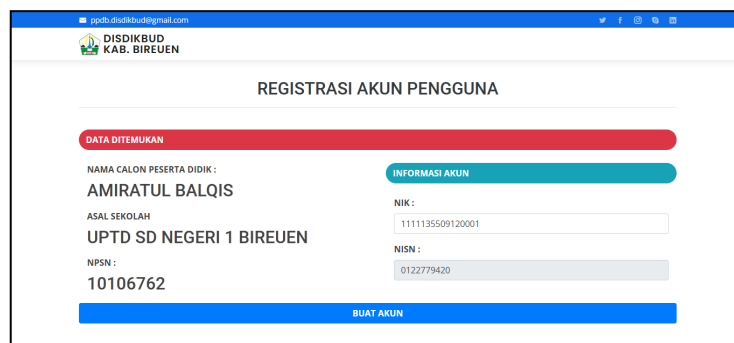 ppdb.disdikbud@gmail.com
DISDIKBUD
KAB. BIREUEN
REGISTRASI AKUN PENGGUNA
DATA DITEMUKAN
NAMA CALON PESERTA DIDIK :
AMIRATUL BALQIS
ASAL SEKOLAH
UPTD SD NEGERI 1 BIREUEN
NPSN :
10106762
INFORMASI AKUN
NIK :
1111135509120001
NISN :
0122779420
BUAT AKUN